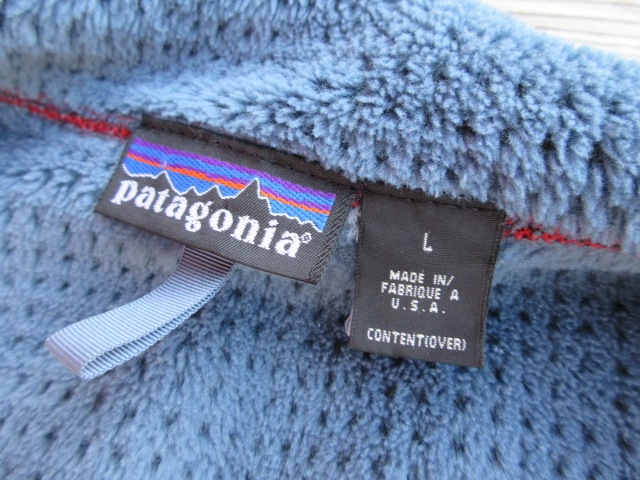 patagonia®
L
MADE IN/
FABRIQUE A
U.S.A.
CONTENT(OVER)